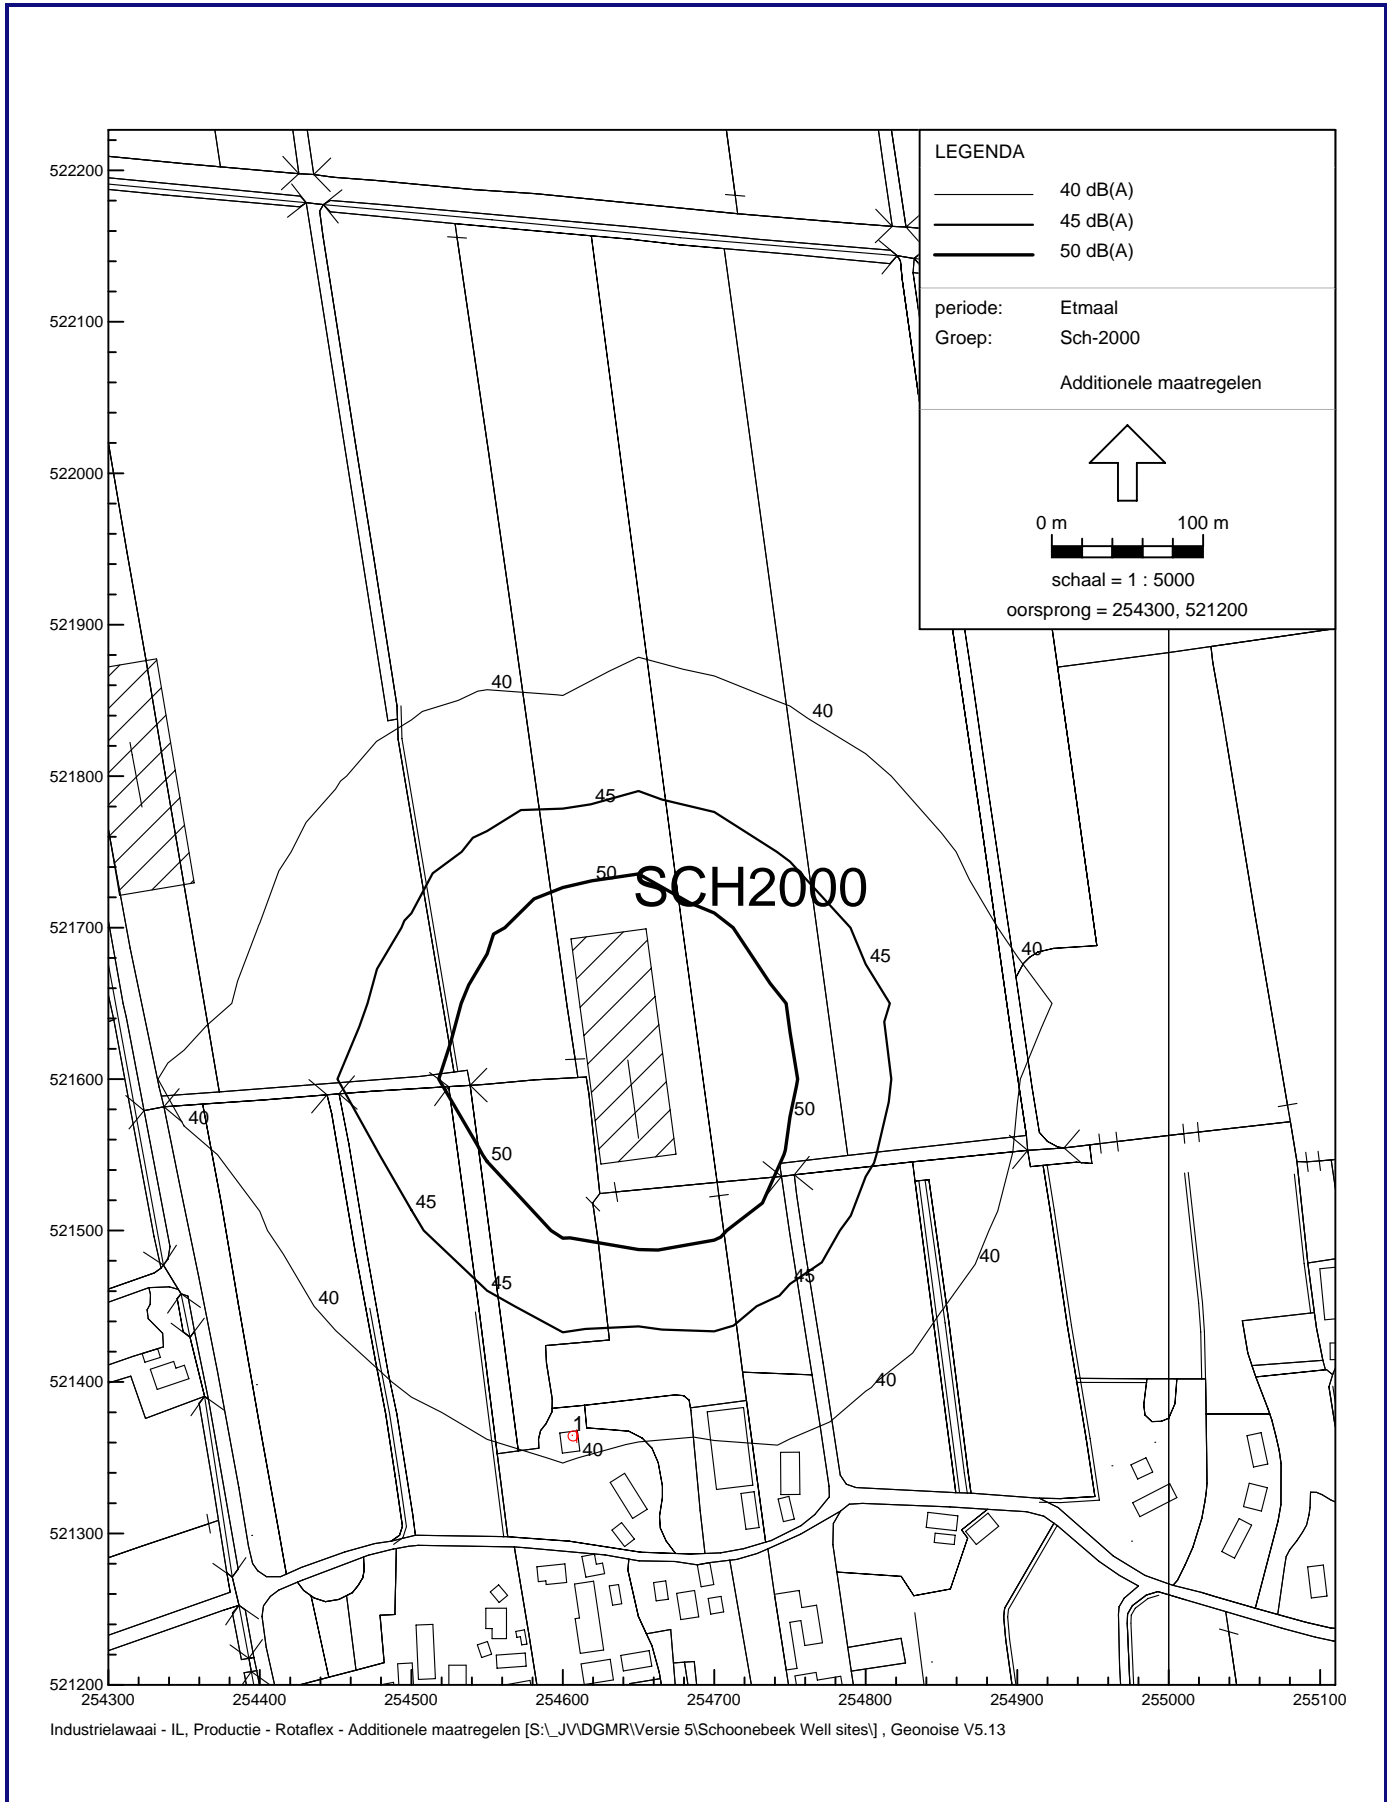 LEGENDA
40 dB(A)
45 dB(A)
50 dB(A)
periode: Etmaal
Groep: Sch-2000
Additionele maatregelen
0 m 100 m
schaal = 1 : 5000
oorsprong = 254300, 521200
522200
522100
522000
521900
521800
521700
521600
521500
521400
521300
521200
40
40
45
50
SCH2000
45
40
40
50
50
45
40
45
45
40
40
1
40
254300 254400 254500 254600 254700 254800 254900 255000 255100
Industrielawaai - IL, Productie - Rotaflex - Additionele maatregelen [S:\_JV\DGMR\Versie 5\Schoonebeek Well sites\] , Geonoise V5.13